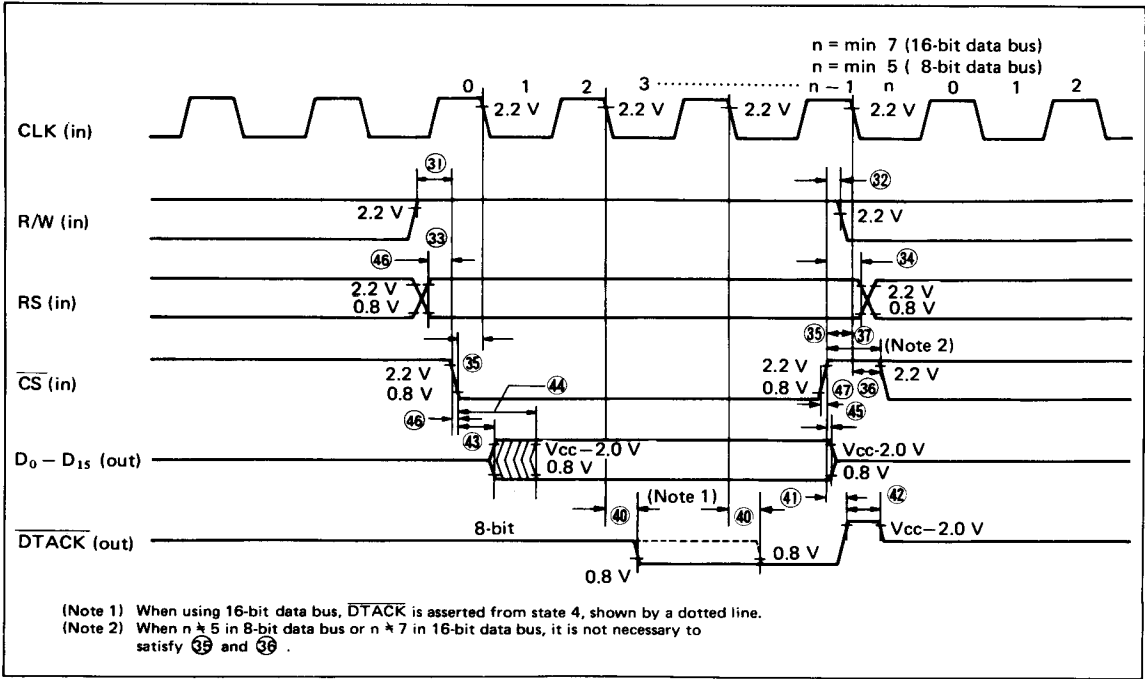 n = min 7 (16-bit data bus)
n = min 5 ( 8-bit data bus)
0 1 2 3 ·················· n − 1 n 0 1 2
CLK (in)
2.2 V 2.2 V 2.2 V 2.2 V
㉛ ㉜
R/W (in)
2.2 V 2.2 V
㊻ ㉝ ㉞
RS (in)
2.2 V 2.2 V
0.8 V 0.8 V
㉟ ㉟ ㊲ (Note 2)
CS (in)
2.2 V 2.2 V 2.2 V
0.8 V 0.8 V
㊹ ㊼ ㊱
㊻ ㊸ ㊺
D₀ − D₁₅ (out)
Vcc−2.0 V Vcc-2.0 V
0.8 V 0.8 V
(Note 1)
㊵ ㊵ ㊶ ㊷
DTACK (out)
8-bit
0.8 V 0.8 V Vcc−2.0 V
(Note 1) When using 16-bit data bus, DTACK is asserted from state 4, shown by a dotted line.
(Note 2) When n ≒ 5 in 8-bit data bus or n ≒ 7 in 16-bit data bus, it is not necessary to
satisfy ㉟ and ㊱ .